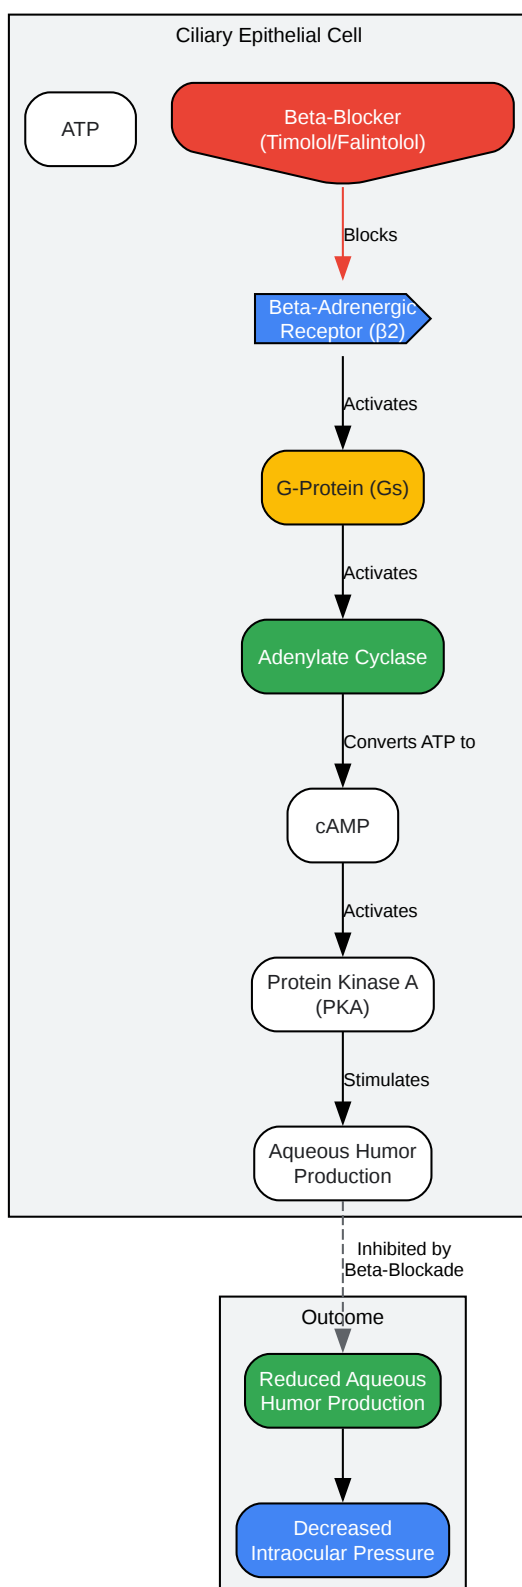 Ciliary Epithelial Cell
ATP
Beta-Blocker
(Timolol/Falintolol)
Blocks
Beta-Adrenergic
Receptor (β2)
Activates
G-Protein (Gs)
Activates
Adenylate Cyclase
Converts ATP to
cAMP
Activates
Protein Kinase A
(PKA)
Stimulates
Aqueous Humor
Production
Inhibited by
Beta-Blockade
Outcome
Reduced Aqueous
Humor Production
Decreased
Intraocular Pressure